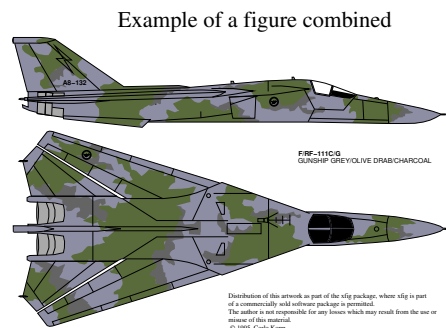 Example of a figure combined
A8-132
F/RF-111C/G
GUNSHIP GREY/OLIVE DRAB/CHARCOAL
Distribution of this artwork as part of the xfig package, where xfig is part
of a commercially sold software package is permitted.
The author is not responsible for any losses which may result from the use or
misuse of this material.
© 1995